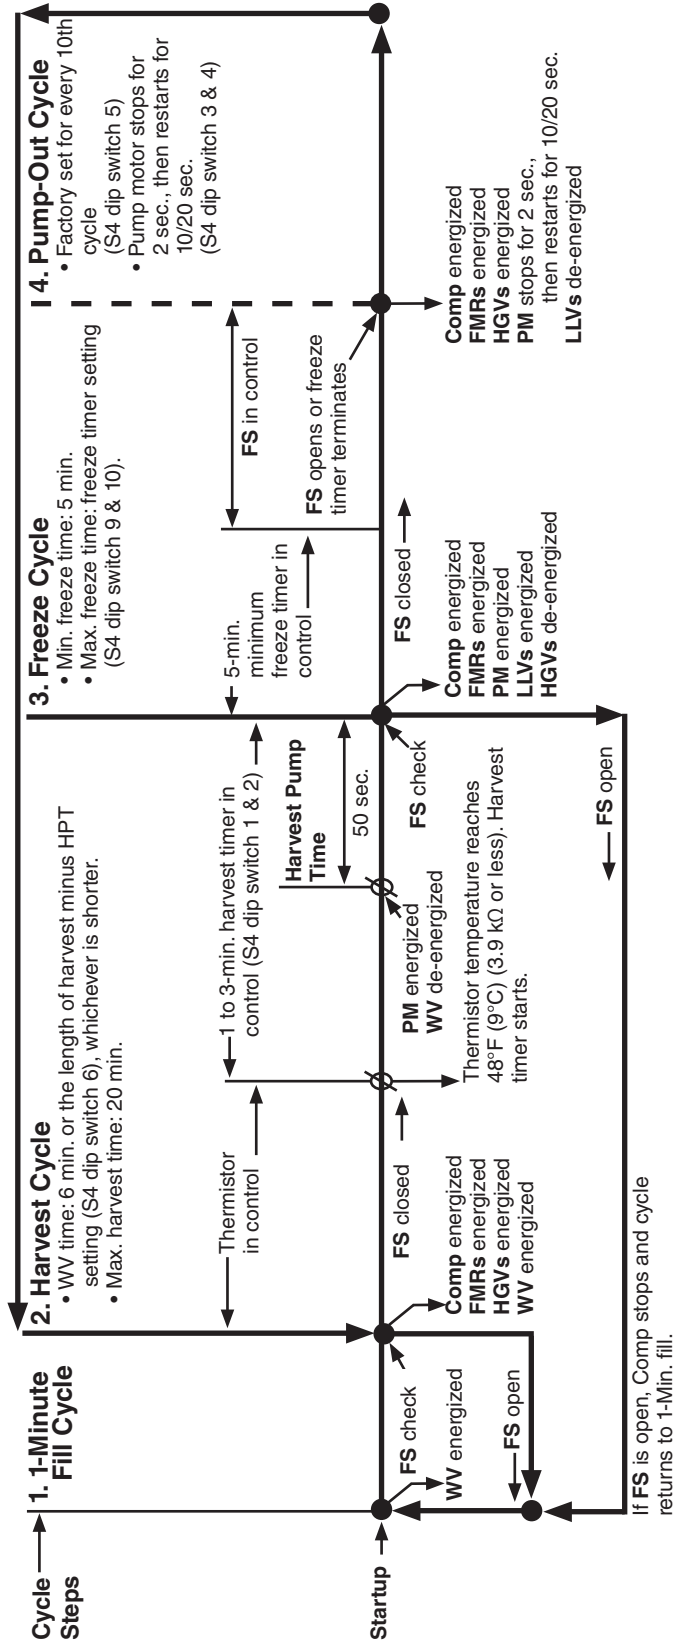 Cycle
Steps
1. 1-Minute
Fill Cycle
2. Harvest Cycle
• WV time: 6 min. or the length of harvest minus HPT
setting (S4 dip switch 6), whichever is shorter.
• Max. harvest time: 20 min.
3. Freeze Cycle
• Min. freeze time: 5 min.
• Max. freeze time: freeze timer setting
(S4 dip switch 9 & 10).
4. Pump-Out Cycle
• Factory set for every 10th
cycle
(S4 dip switch 5)
• Pump motor stops for
2 sec., then restarts for
10/20 sec.
(S4 dip switch 3 & 4)
Thermistor
in control
1 to 3-min. harvest timer in
control (S4 dip switch 1 & 2)
Harvest Pump
Time
50 sec.
5-min.
minimum
freeze timer in
control
FS in control
FS opens or freeze
timer terminates
Startup
FS check
WV energized
FS open
FS closed
Comp energized
FMRs energized
HGVs energized
WV energized
PM energized
WV de-energized
Thermistor temperature reaches
48°F (9°C) (3.9 kΩ or less). Harvest
timer starts.
FS check
FS closed
Comp energized
FMRs energized
PM energized
LLVs energized
HGVs de-energized
Comp energized
FMRs energized
HGVs energized
PM stops for 2 sec.,
then restarts for 10/20 sec.
LLVs de-energized
FS open
If FS is open, Comp stops and cycle
returns to 1-Min. fill.